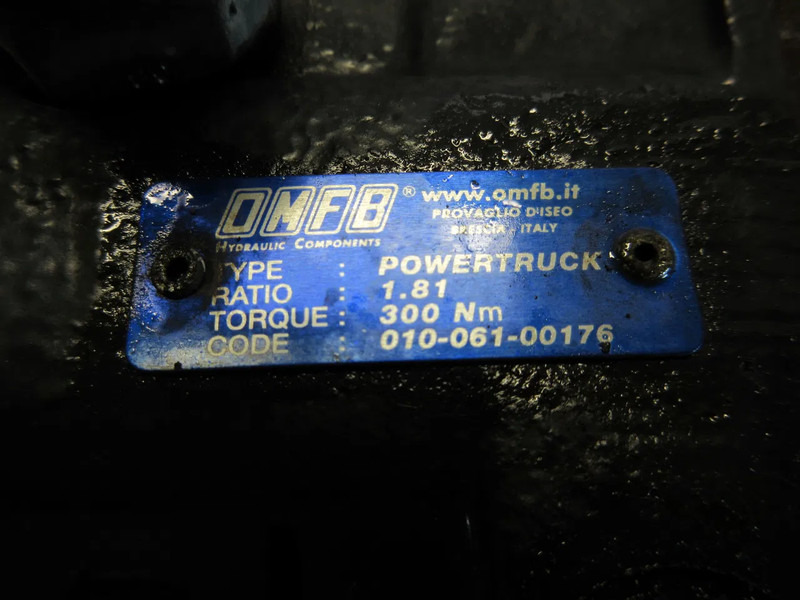 OMFB® www.omfb.it
HYDRAULIC COMPONENTS PROVAGLIO D'ISEO
BRESCIA ITALY
TYPE : POWERTRUCK
RATIO : 1.81
TORQUE : 300 Nm
CODE : 010-061-00176